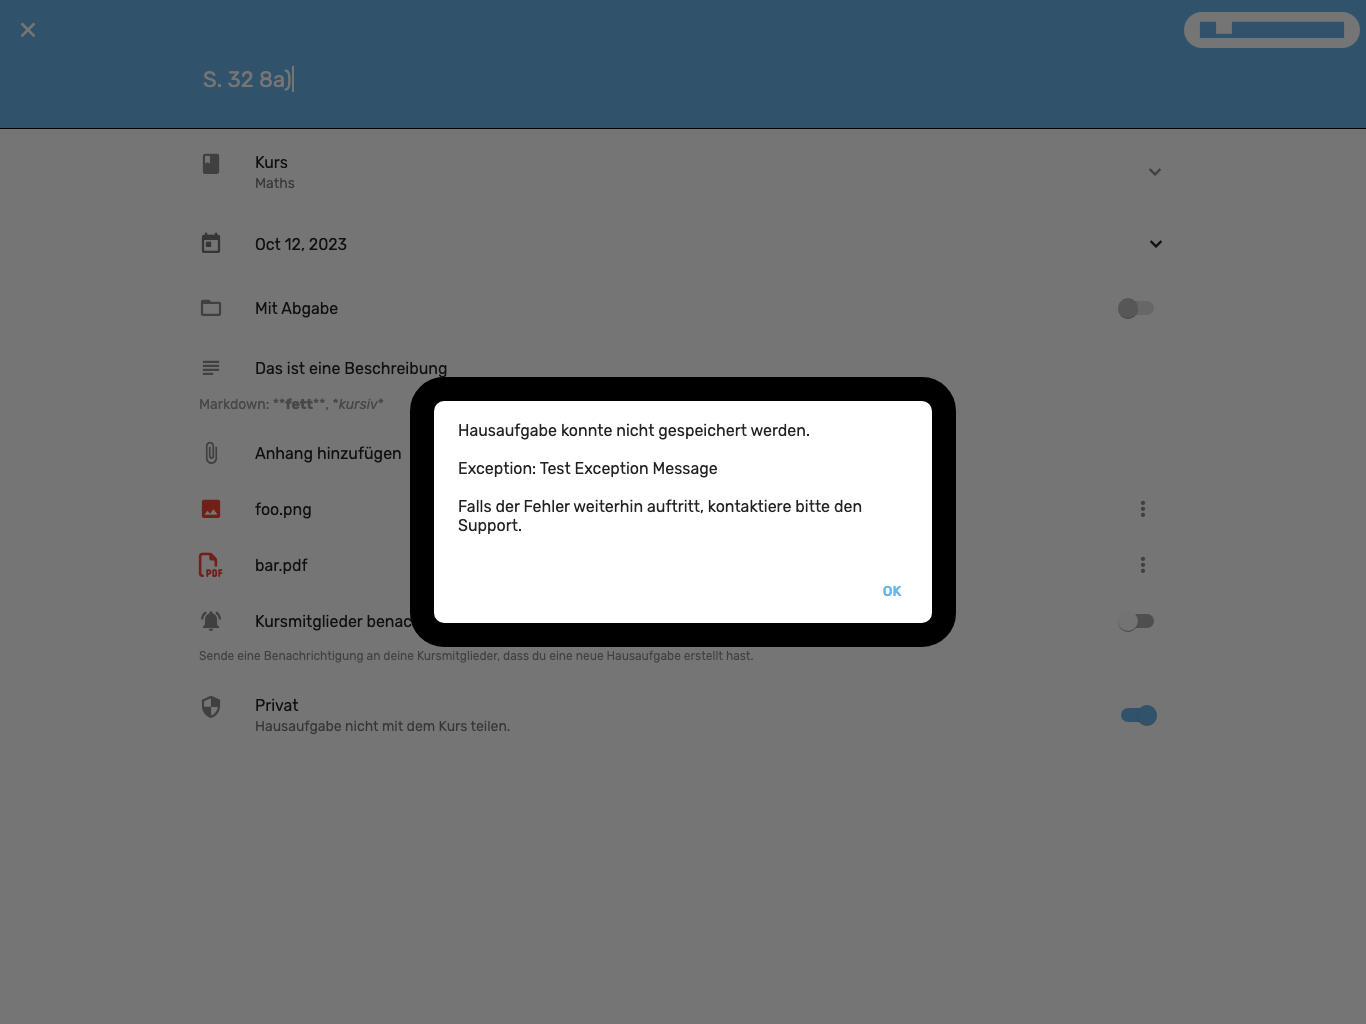 S. 32 8a)
Kurs
Maths
Oct 12, 2023
Mit Abgabe
Das ist eine Beschreibung
Markdown: **fett**, *kursiv*
Anhang hinzufügen
foo.png
PDF
bar.pdf
Kursmitglieder benac
Sende eine Benachrichtigung an deine Kursmitglieder, dass du eine neue Hausaufgabe erstellt hast.
Privat
Hausaufgabe nicht mit dem Kurs teilen.
Hausaufgabe konnte nicht gespeichert werden.
Exception: Test Exception Message
Falls der Fehler weiterhin auftritt, kontaktiere bitte den
Support.
OK